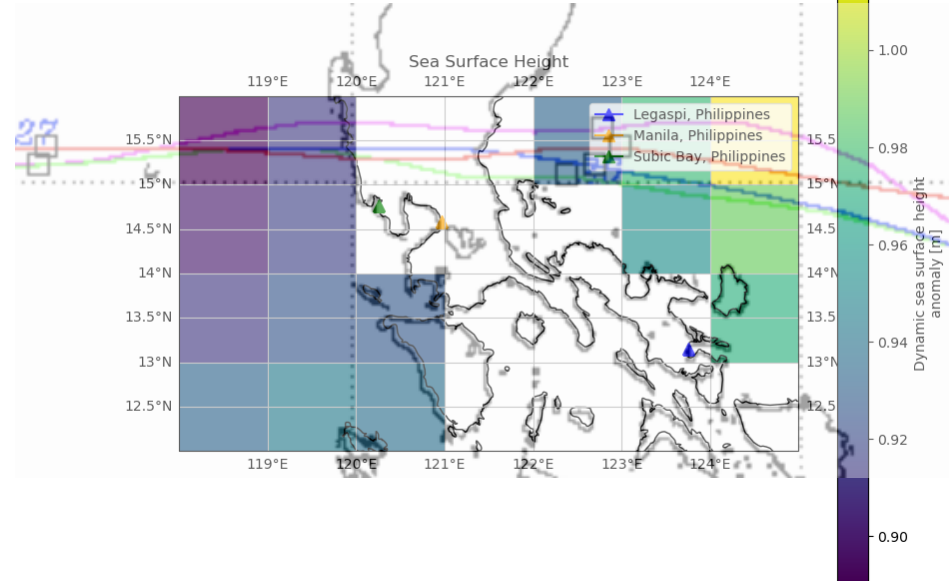 Sea Surface Height
119°E 120°E 121°E 122°E 123°E 124°E
Legaspi, Philippines
Manila, Philippines
Subic Bay, Philippines
27
15.5°N 15.5
15°N 15°N
14.5°N 14.5
14°N 14°N
13.5°N 13.5
13°N 13°N
12.5°N 12.5
119°E 120°E 121°E 122°E 123°E 124°E
1.00
0.98
0.96
0.94
0.92
0.90
Dynamic sea surface height
anomaly [m]